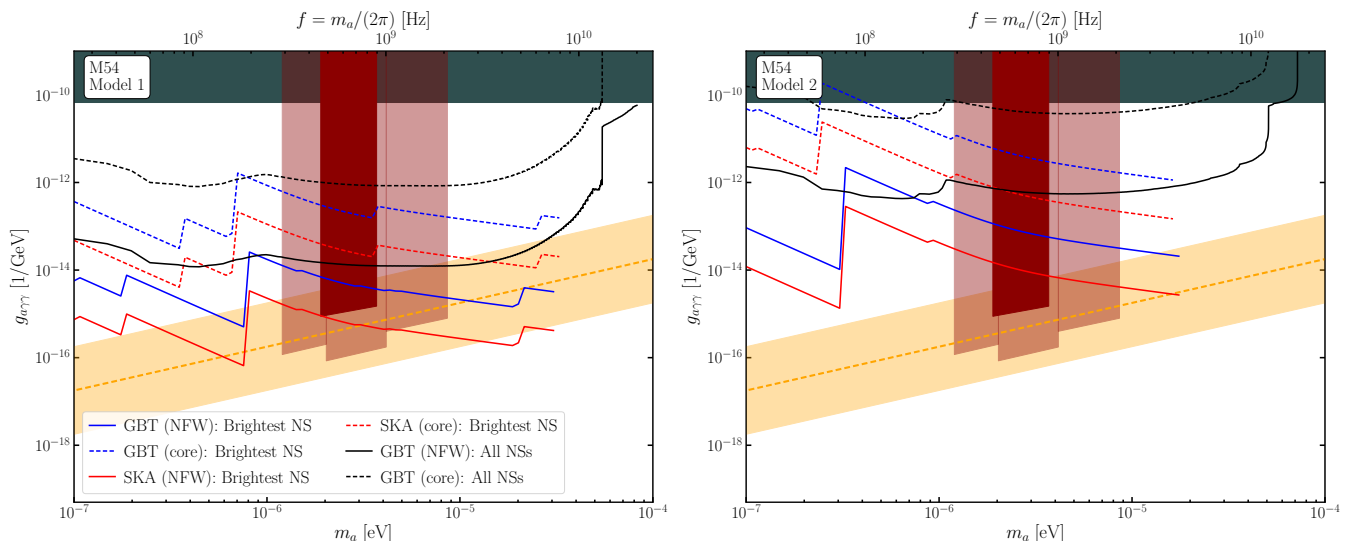 f = m_a/(2π) [Hz]
10^8 10^9 10^10
M54
Model 1
10^−10
10^−12
10^−14
10^−16
10^−18
g_{aγγ} [1/GeV]
GBT (NFW): Brightest NS
GBT (core): Brightest NS
SKA (NFW): Brightest NS
SKA (core): Brightest NS
GBT (NFW): All NSs
GBT (core): All NSs
10^−7 10^−6 10^−5 10^−4
m_a [eV]
f = m_a/(2π) [Hz]
10^8 10^9 10^10
M54
Model 2
10^−10
10^−12
10^−14
10^−16
10^−18
g_{aγγ} [1/GeV]
10^−7 10^−6 10^−5 10^−4
m_a [eV]